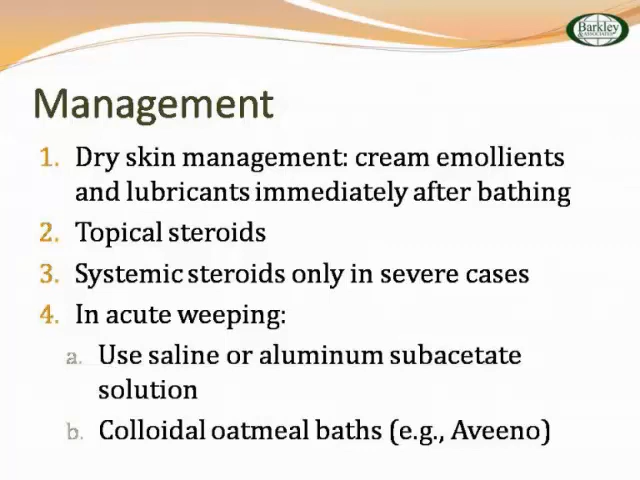 Barkley
& ASSOCIATES
Management
1. Dry skin management: cream emollients
and lubricants immediately after bathing
2. Topical steroids
3. Systemic steroids only in severe cases
4. In acute weeping:
a. Use saline or aluminum subacetate
solution
b. Colloidal oatmeal baths (e.g., Aveeno)